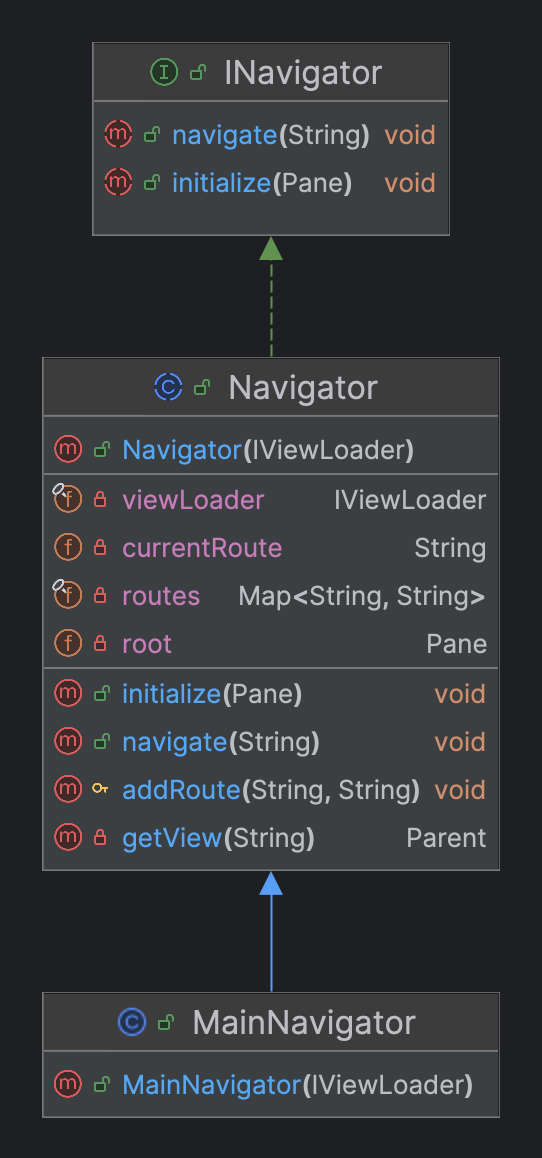 INavigator
navigate(String) void
initialize(Pane) void
Navigator
Navigator(IViewLoader)
viewLoader IViewLoader
currentRoute String
routes Map<String, String>
root Pane
initialize(Pane) void
navigate(String) void
addRoute(String, String) void
getView(String) Parent
MainNavigator
MainNavigator(IViewLoader)